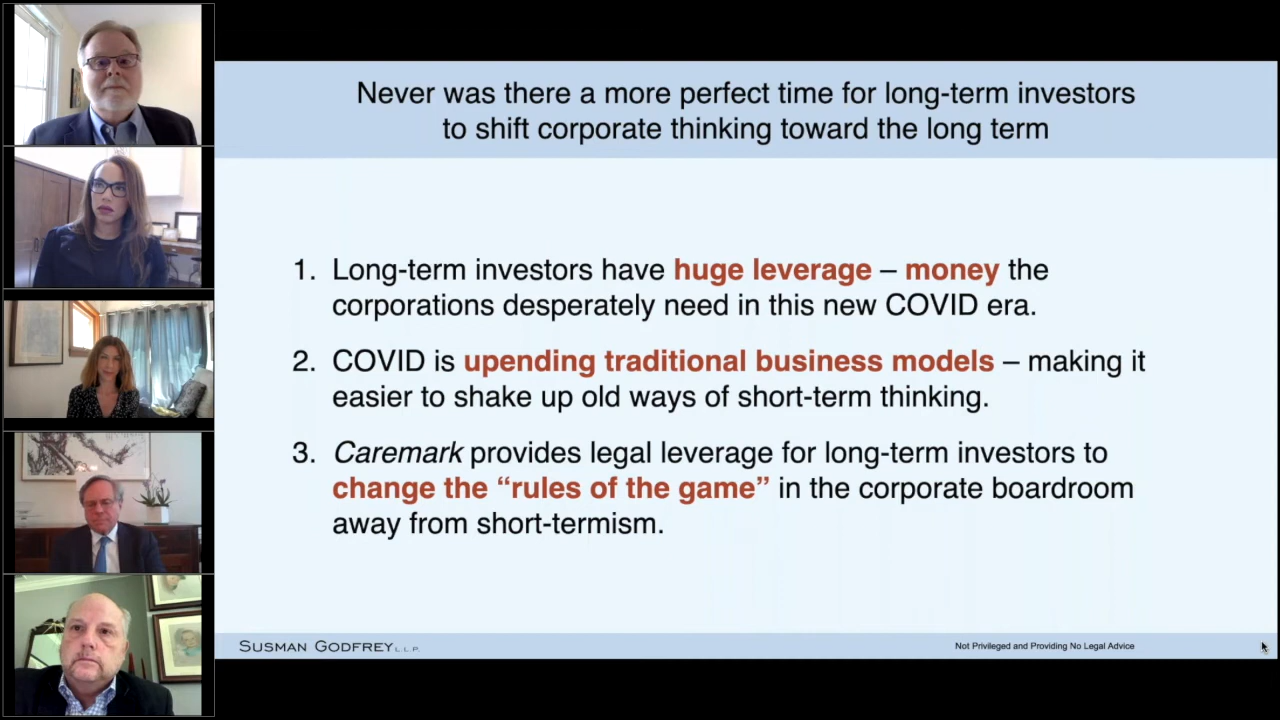 Never was there a more perfect time for long-term investors
to shift corporate thinking toward the long term
1. Long-term investors have huge leverage – money the
corporations desperately need in this new COVID era.
2. COVID is upending traditional business models – making it
easier to shake up old ways of short-term thinking.
3. Caremark provides legal leverage for long-term investors to
change the “rules of the game” in the corporate boardroom
away from short-termism.
SUSMAN GODFREY L.L.P.
Not Privileged and Providing No Legal Advice